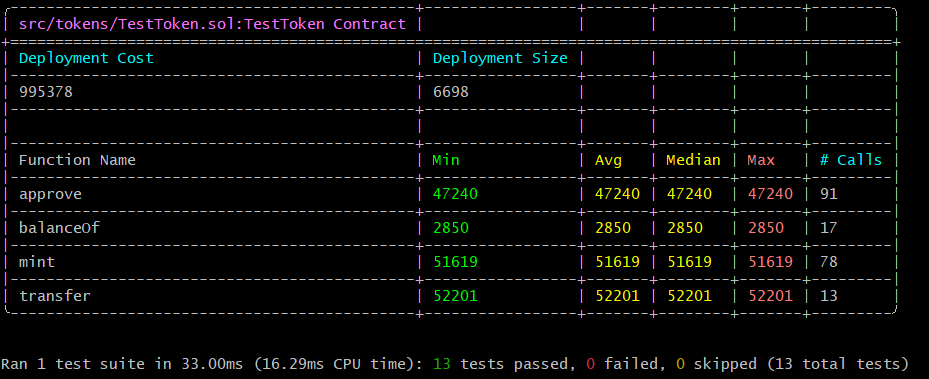 src/tokens/TestToken.sol:TestToken Contract
Deployment Cost | Deployment Size
995378 | 6698
Function Name | Min | Avg | Median | Max | # Calls
approve | 47240 | 47240 | 47240 | 47240 | 91
balanceOf | 2850 | 2850 | 2850 | 2850 | 17
mint | 51619 | 51619 | 51619 | 51619 | 78
transfer | 52201 | 52201 | 52201 | 52201 | 13
Ran 1 test suite in 33.00ms (16.29ms CPU time): 13 tests passed, 0 failed, 0 skipped (13 total tests)